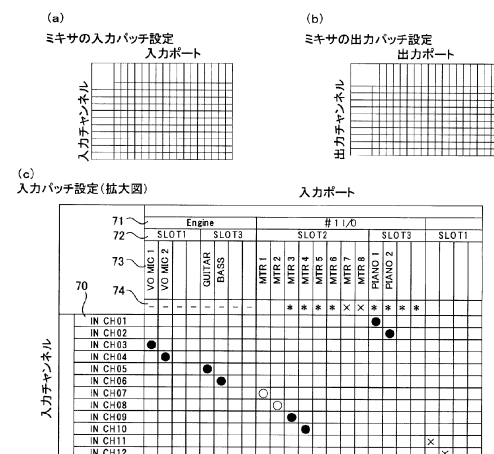 (a)
ミキサの入力パッチ設定
入力ポート
入力チャンネル
(b)
ミキサの出力パッチ設定
出力ポート
出力チャンネル
(c)
入力パッチ設定(拡大図)
入力ポート
71 Engine #1 I/O
72 SLOT1 SLOT3 SLOT2 SLOT3 SLOT1
73 VO MIC 1 VO MIC 2 GUITAR BASS MTR 1 MTR 2 MTR 3 MTR 4 MTR 5 MTR 6 MTR 7 MTR 8 PIANO 1 PIANO 2
74 - - - - - - - - * * * * × × * * * *
70
入力チャンネル
IN CH01
IN CH02
IN CH03
IN CH04
IN CH05
IN CH06
IN CH07
IN CH08
IN CH09
IN CH10
IN CH11 ×
IN CH12 ×